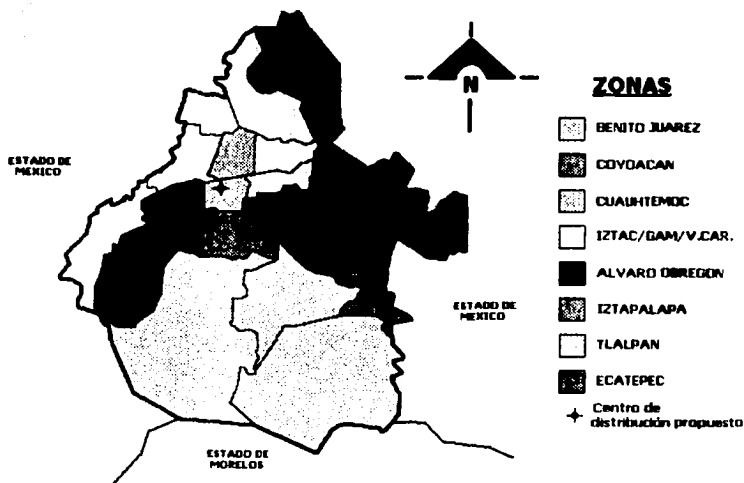 N
ZONAS
BENITO JUAREZ
COYOACAN
CUAUHTEMOC
IZTAC/GAM/V.CAR.
ALVARO OBREGON
IZTAPALAPA
TLALPAN
ECATEPEC
Centro de
distribución propuesto
ESTADO DE
MEXICO
ESTADO DE
MEXICO
ESTADO DE
MORELOS